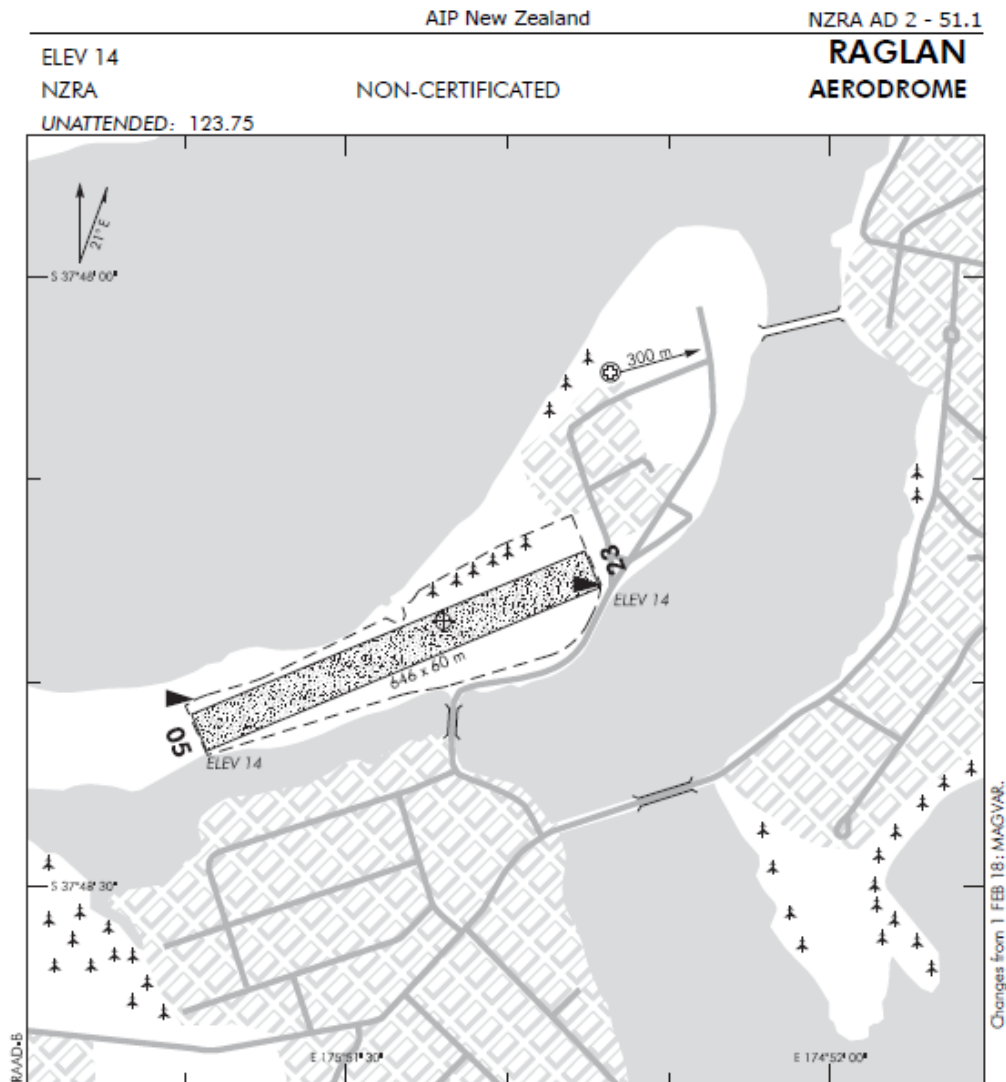 AIP New Zealand
NZRA AD 2 - 51.1
ELEV 14
RAGLAN
NZRA
NON-CERTIFICATED
AERODROME
UNATTENDED: 123.75
21° E
S 37°48' 00"
300 m
23
ELEV 14
646 x 60 m
05
ELEV 14
S 37°48' 30"
E 175°51' 30"
E 174°52' 00"
Changes from 1 FEB 18: MAGVAR.
RAAD-B